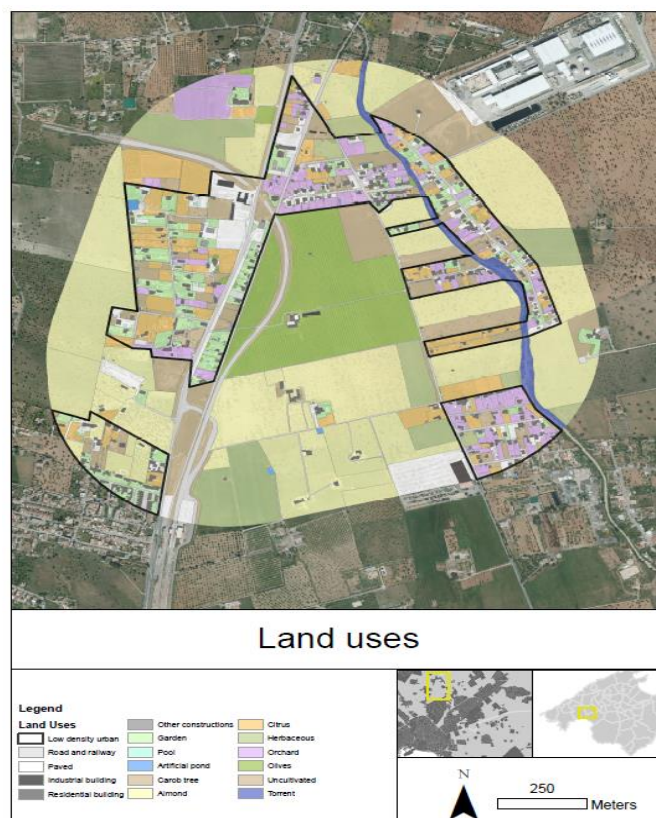 Land uses
Legend
Land Uses
Low density urban
Road and railway
Paved
Industrial building
Residential building
Other constructions
Garden
Pool
Artificial pond
Carob tree
Almond
Citrus
Herbaceous
Orchard
Olives
Uncultivated
Torrent
N
250
Meters